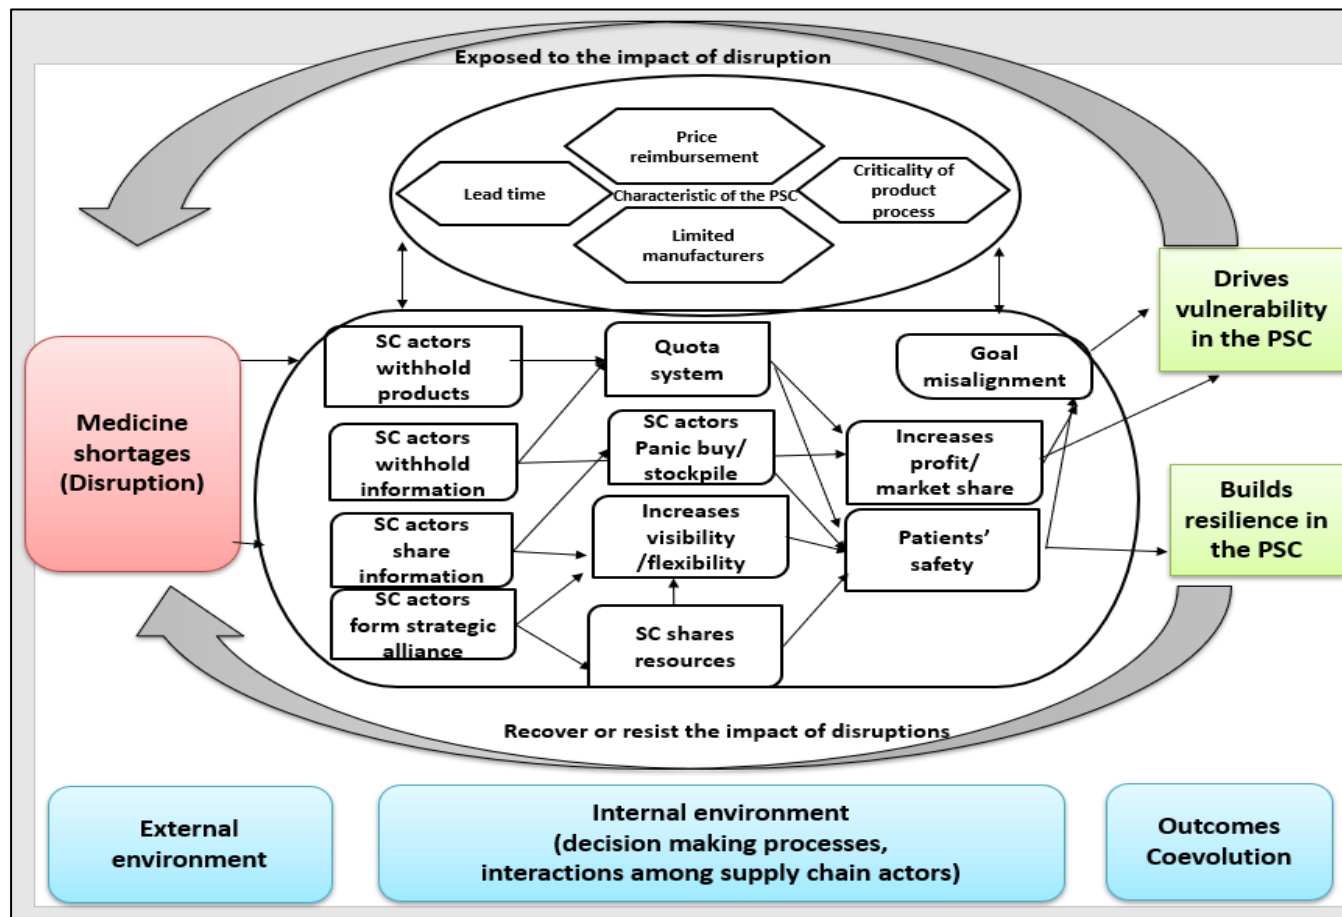 Exposed to the impact of disruption
Price
reimbursement
Lead time
Characteristic of the PSC
Criticality of
product
process
Limited
manufacturers
Medicine
shortages
(Disruption)
SC actors
withhold
products
SC actors
withhold
information
SC actors
share
information
SC actors
form strategic
alliance
Quota
system
SC actors
Panic buy/
stockpile
Increases
visibility
/flexibility
SC shares
resources
Goal
misalignment
Increases
profit/
market share
Patients’
safety
Drives
vulnerability
in the PSC
Builds
resilience in
the PSC
Recover or resist the impact of disruptions
External
environment
Internal environment
(decision making processes,
interactions among supply chain actors)
Outcomes
Coevolution